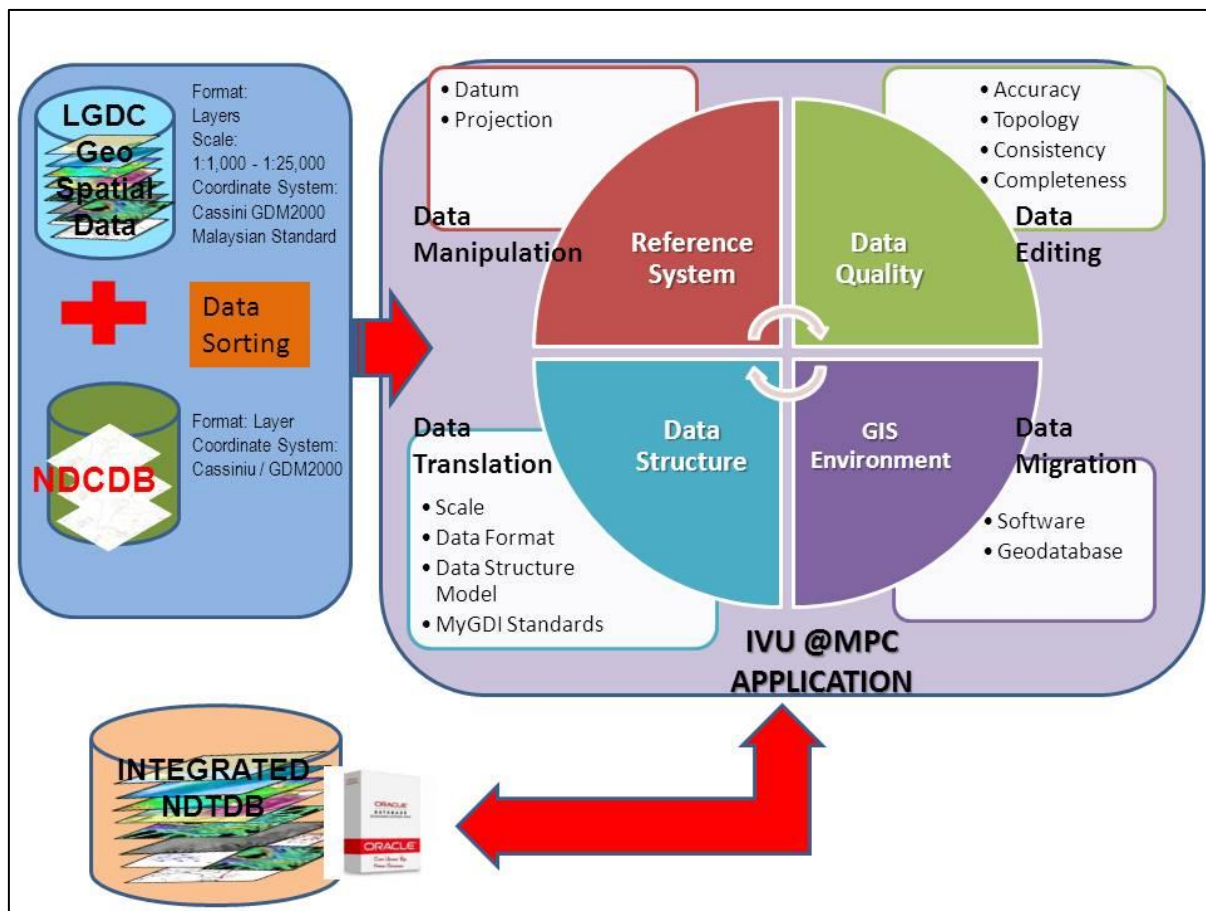 LGDC
Geo
Spatial
Data
Format:
Layers
Scale:
1:1,000 - 1:25,000
Coordinate System:
Cassini GDM2000
Malaysian Standard
Data
Sorting
NDCDB
Format: Layer
Coordinate System:
Cassiniu / GDM2000
• Datum
• Projection
Data
Manipulation
Reference
System
• Accuracy
• Topology
• Consistency
• Completeness
Data
Editing
Data
Quality
Data
Translation
• Scale
• Data Format
• Data Structure
Model
• MyGDI Standards
Data
Structure
GIS
Environment
Data
Migration
• Software
• Geodatabase
IVU @MPC
APPLICATION
INTEGRATED
NDTDB
ORACLE
DATABASE
ORACLE